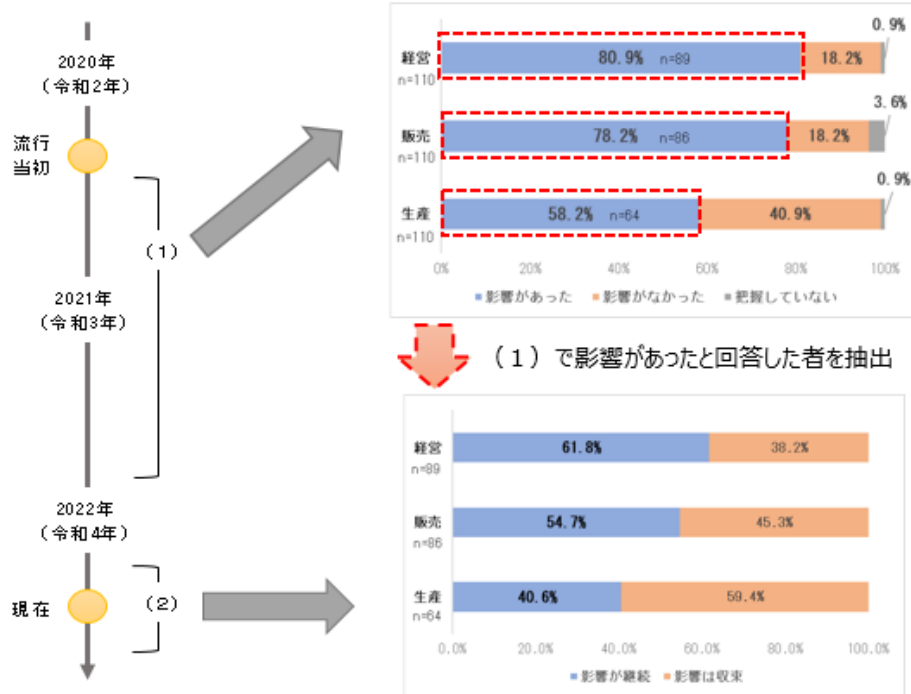 2020年
(令和2年)
流行
当初
(1)
2021年
(令和3年)
2022年
(令和4年)
現在
(2)
0.9%
経営
n=110
80.9% n=89
18.2%
3.6%
販売
n=110
78.2% n=86
18.2%
0.9%
生産
n=110
58.2% n=64
40.9%
0% 20% 40% 60% 80% 100%
■影響があった ■影響がなかった ■把握していない
(1)で影響があったと回答した者を抽出
経営
n=89
61.8%
38.2%
販売
n=86
54.7%
45.3%
生産
n=64
40.6%
59.4%
0.0% 20.0% 40.0% 60.0% 80.0% 100.0%
■影響が継続 ■影響は収束